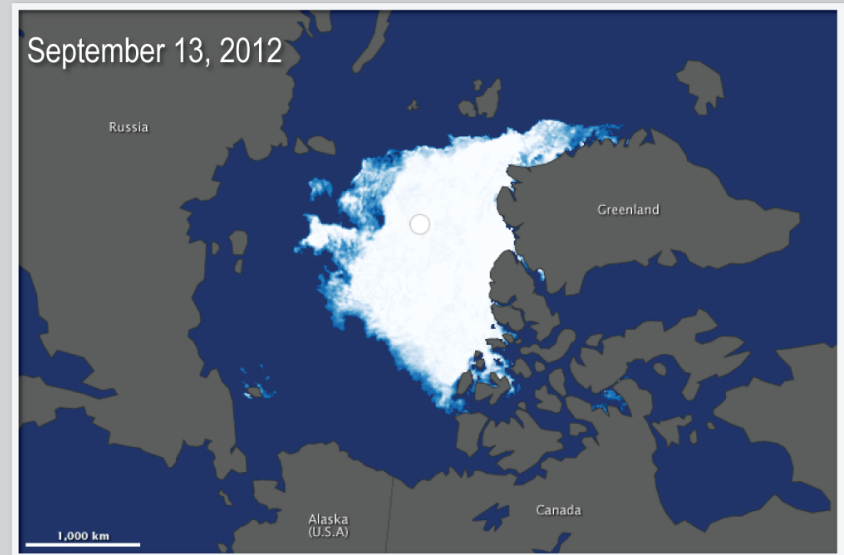 September 13, 2012
Russia
Greenland
Canada
Alaska
(U.S.A)
1,000 km